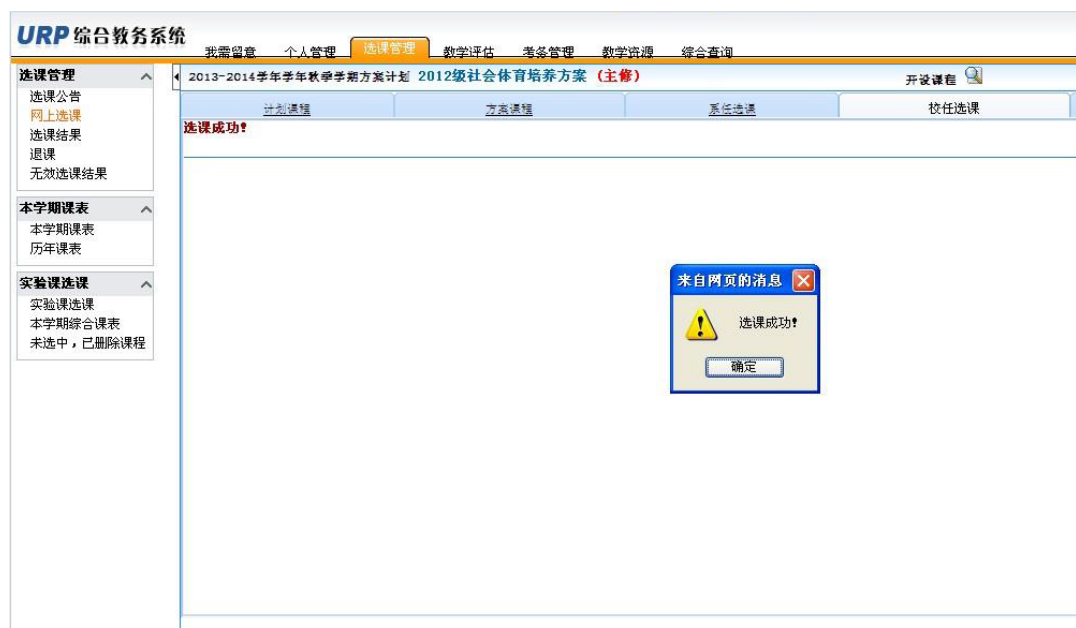 URP 综合教务系统
我需留意 个人管理 选课管理 教学评估 考务管理 教学资源 综合查询
选课管理
选课公告
网上选课
选课结果
退课
无效选课结果
本学期课表
本学期课表
历年课表
实验课选课
实验课选课
本学期综合课表
未选中，已删除课程
2013-2014学年学年秋季学期方案计划 2012级社会体育培养方案 (主修) 开设课程
计划课程 方案课程 系任选课 校任选课
选课成功!
来自网页的消息
选课成功!
确定